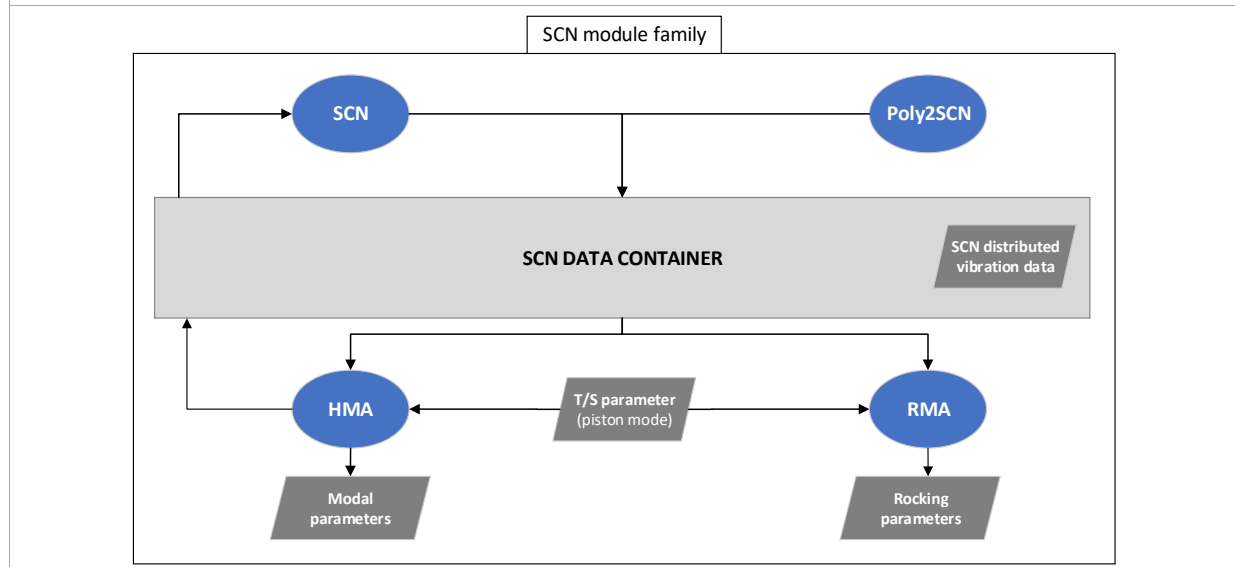 SCN module family
SCN
Poly2SCN
SCN DATA CONTAINER
SCN distributed
vibration data
HMA
T/S parameter
(piston mode)
RMA
Modal
parameters
Rocking
parameters